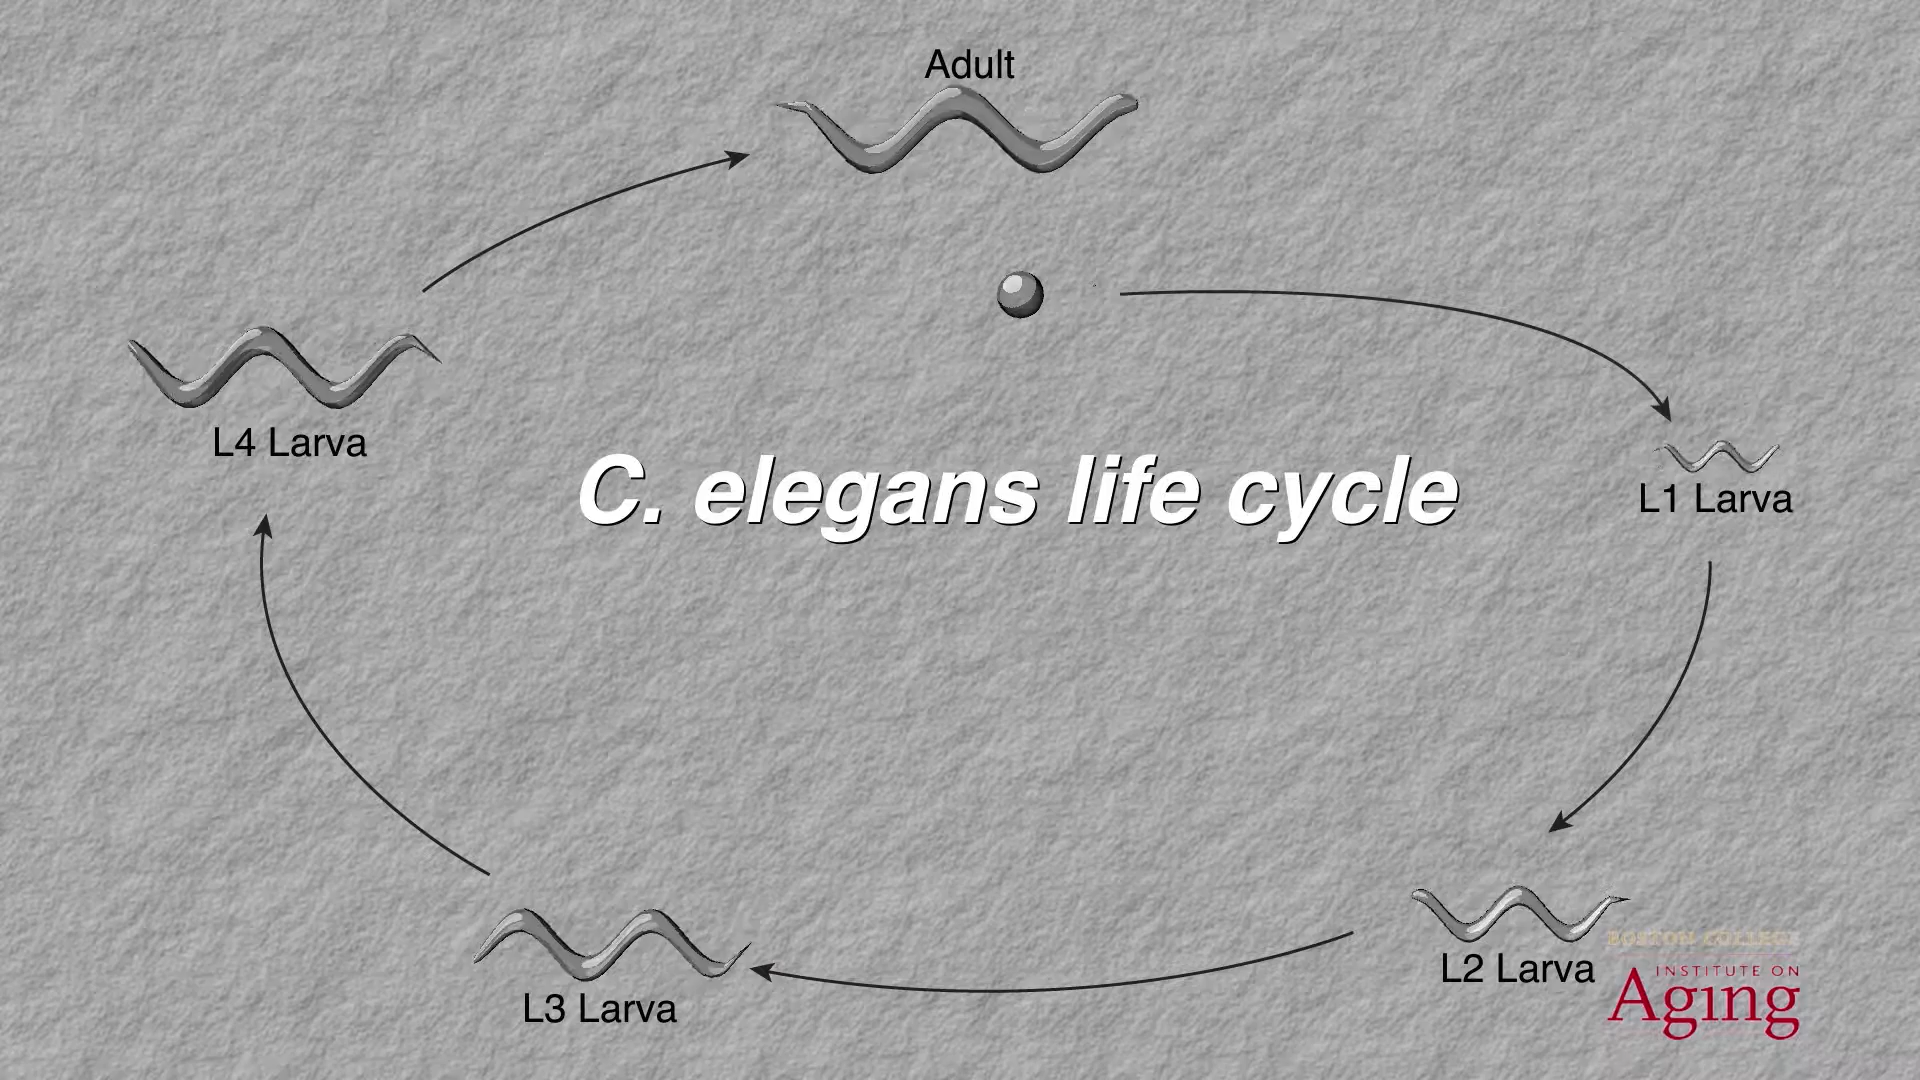 Adult
L4 Larva
C. elegans life cycle
L1 Larva
L2 Larva
L3 Larva
BOSTON COLLEGE
INSTITUTE ON
Aging